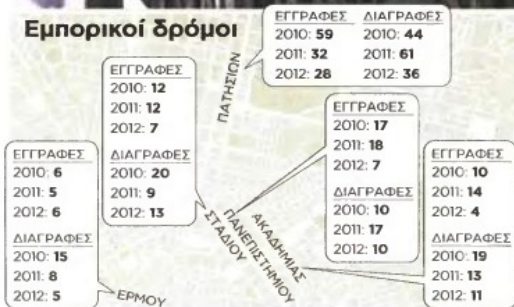 Εμπορικοί δρόμοι
ΕΓΓΡΑΦΕΣ ΔΙΑΓΡΑΦΕΣ
2010: 59 2010: 44
2011: 32 2011: 61
2012: 28 2012: 36
ΠΑΤΗΣΙΩΝ
ΕΓΓΡΑΦΕΣ
2010: 12
2011: 12
2012: 7
ΔΙΑΓΡΑΦΕΣ
2010: 20
2011: 9
2012: 13
ΣΤΑΔΙΟΥ
ΕΓΓΡΑΦΕΣ
2010: 17
2011: 18
2012: 7
ΔΙΑΓΡΑΦΕΣ
2010: 10
2011: 17
2012: 10
ΠΑΝΕΠΙΣΤΗΜΙΟΥ
ΕΓΓΡΑΦΕΣ
2010: 6
2011: 5
2012: 6
ΔΙΑΓΡΑΦΕΣ
2010: 15
2011: 8
2012: 5
ΕΡΜΟΥ
ΕΓΓΡΑΦΕΣ
2010: 10
2011: 14
2012: 4
ΔΙΑΓΡΑΦΕΣ
2010: 19
2011: 13
2012: 11
ΑΚΑΔΗΜΙΑΣ